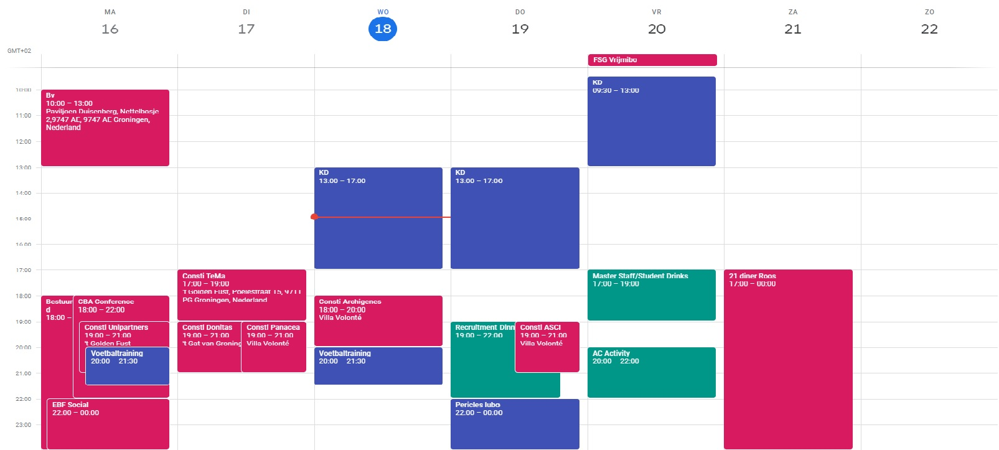 MA
DI
WO
DO
VR
ZA
ZO
16
17
18
19
20
21
22
GMT+02
FSG Vrijmibo
10:00
11:00
12:00
13:00
14:00
15:00
16:00
17:00
18:00
19:00
20:00
21:00
22:00
23:00
Bv
10:00 – 13:00
Paviljoen Duisenberg, Nettelbosje
2,9747 AE, 9747 AE Groningen,
Nederland
Bestuur
d
18:00 –
CBA Conference
18:00 – 22:00
Consti Unipartners
19:00 – 21:00
't Golden Fust
Voetbaltraining
20:00 – 21:30
EBF Social
22:00 – 00:00
Consti TeMa
17:00 – 19:00
't Golden Fust, Poelestraat 15, 9711
PG Groningen, Nederland
Consti Donitas
19:00 – 21:00
't Gat van Groning
Consti Panacea
19:00 – 21:00
Villa Volonté
KD
13:00 – 17:00
Consti Archigenes
18:00 – 20:00
Villa Volonté
Voetbaltraining
20:00 – 21:30
KD
13:00 – 17:00
Recruitment Dinn
19:00 – 22:00
Consti ASCI
19:00 – 21:00
Villa Volonté
Pericles lubo
22:00 – 00:00
KD
09:30 – 13:00
Master Staff/Student Drinks
17:00 – 19:00
AC Activity
20:00 – 22:00
21 diner Roos
17:00 – 00:00